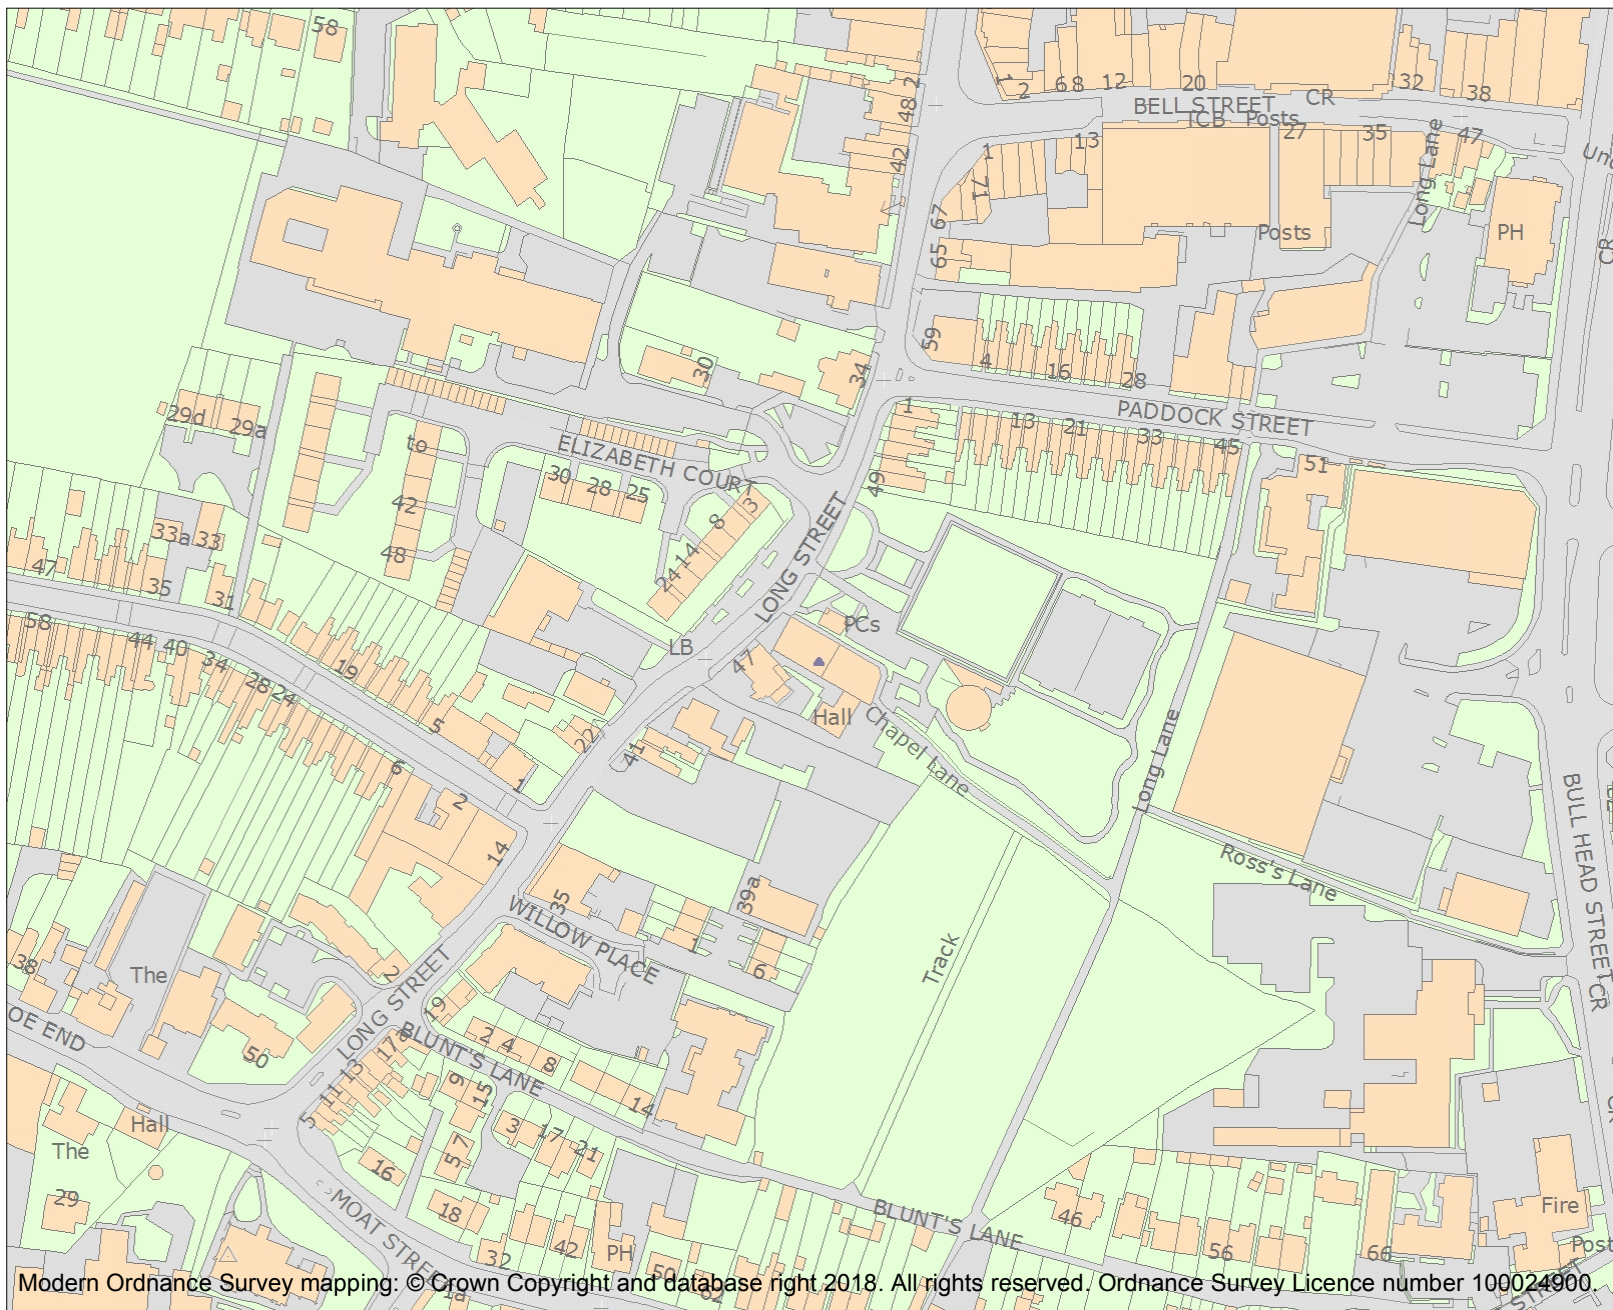 58
2
1
2
6 8
12
20
CR
32
38
48
BELL STREET
TCB
Posts
13
27
35
Long Lane
47
42
1
71
67
65
Posts
PH
CR
59
4
16
28
30
34
1
PADDOCK STREET
13
21
33
45
51
29d
29a
to
ELIZABETH COURT
30
28
25
42
48
3
8
14
24
49
LONG STREET
33a
33
47
35
31
58
44
40
34
28
24
19
5
6
1
2
14
LB
47
PCs
Hall
Chapel Lane
Long Lane
22
41
BULL HEAD STREET
CR
Ross's Lane
35
39a
WILLOW PLACE
1
6
Track
38
The
2
LONG STREET
19
OE END
50
17a
13
11
5
BLUNT'S LANE
2
4
8
14
9
15
3
17
21
5 7
Hall
The
29
16
18
MOAT STREET
32
42
PH
50
62
1a
BLUNT'S LANE
46
56
66
Fire
Post
STREET
Modern Ordnance Survey mapping: © Crown Copyright and database right 2018. All rights reserved. Ordnance Survey Licence number 100024900.